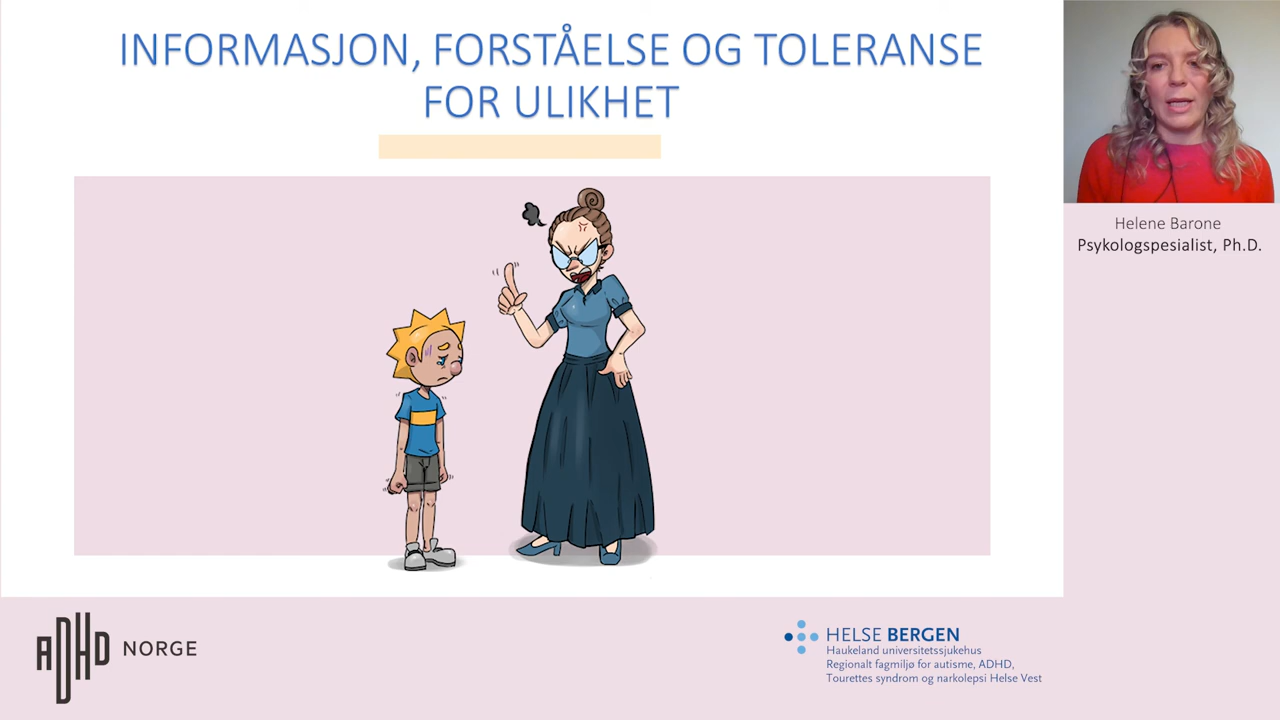 INFORMASJON, FORSTÅELSE OG TOLERANSE
FOR ULIKHET
Helene Barone
Psykologspesialist, Ph.D.
ADHD NORGE
HELSE BERGEN
Haukeland universitetssjukehus
Regionalt fagmiljø for autisme, ADHD,
Tourettes syndrom og narkolepsi Helse Vest